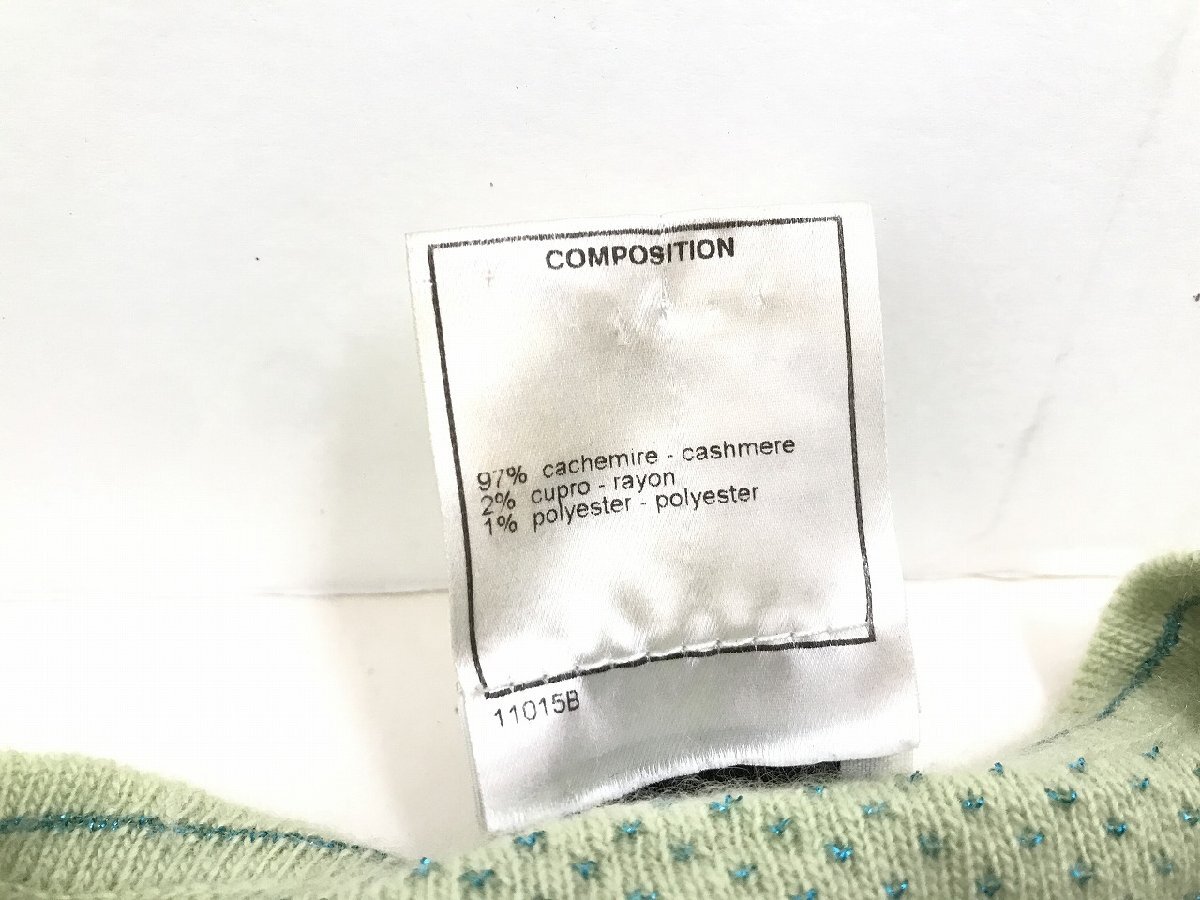 COMPOSITION
97% cachemire - cashmere
2% cupro - rayon
1% polyester - polyester
11015B